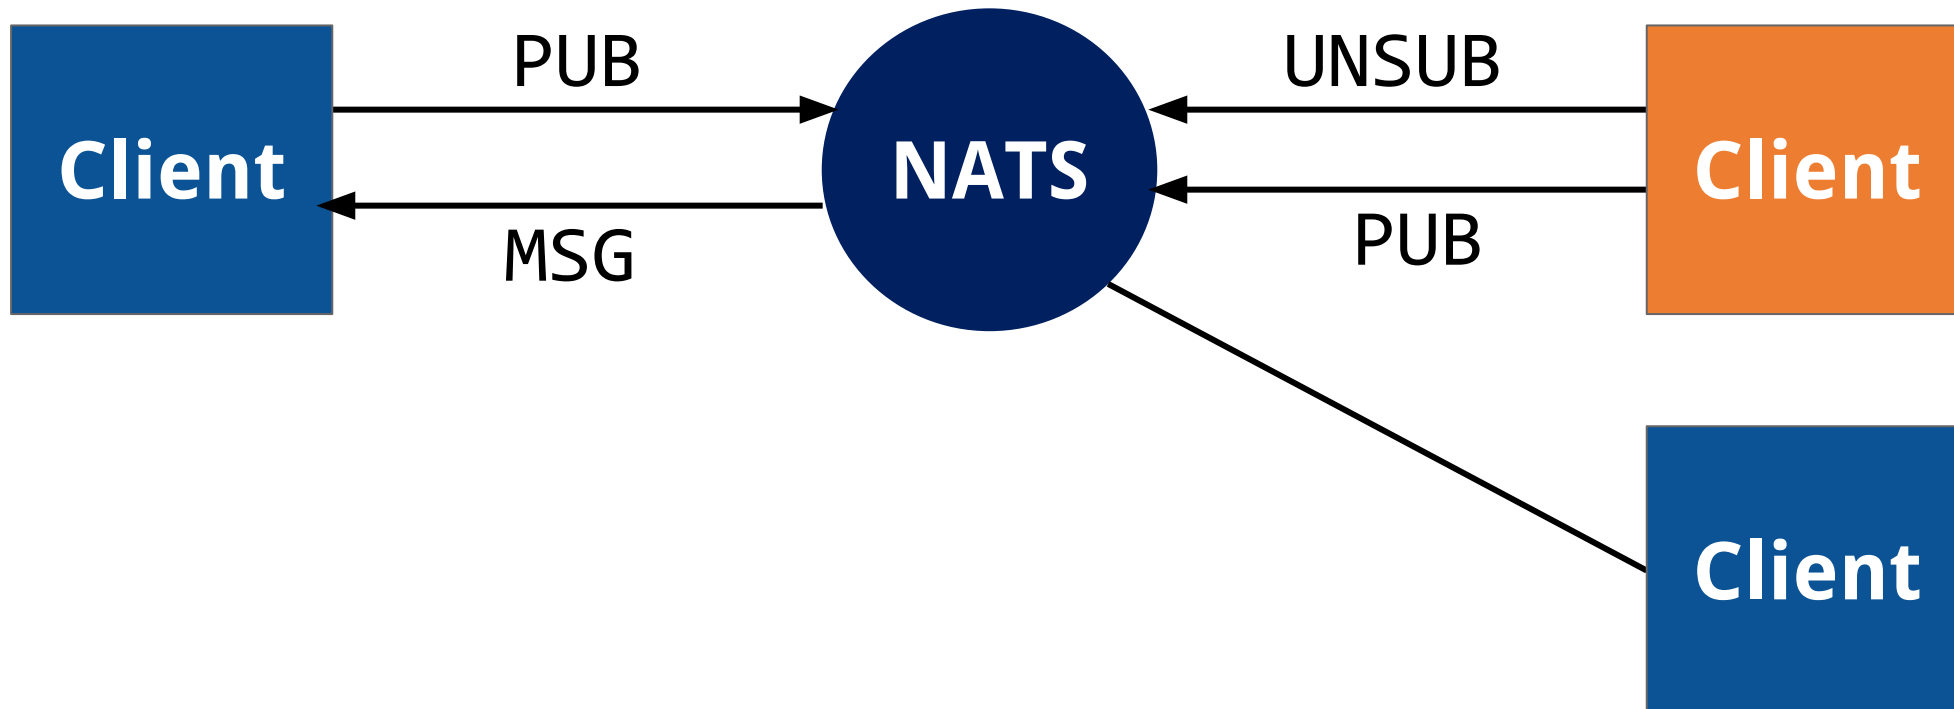 PUB
UNSUB
Client
NATS
Client
MSG
PUB
Client